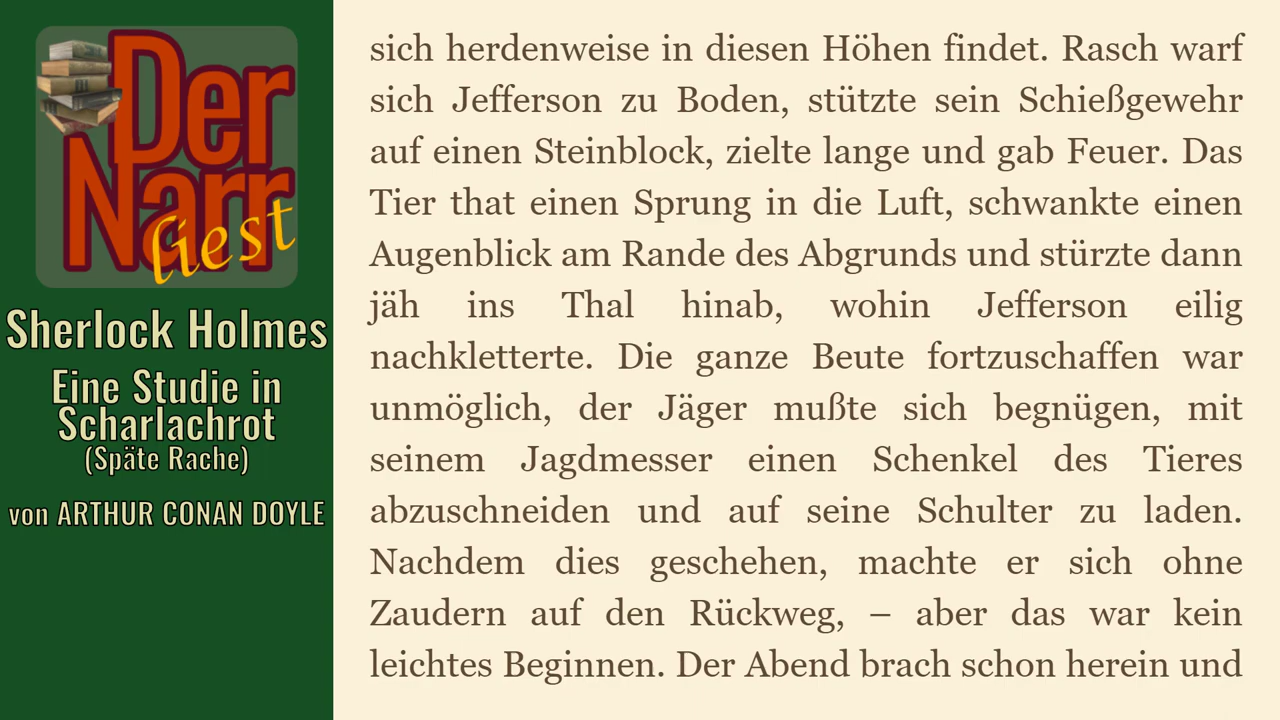 Der
Narr
liest
Sherlock Holmes
Eine Studie in
Scharlachrot
(Späte Rache)
von ARTHUR CONAN DOYLE
sich herdenweise in diesen Höhen findet. Rasch warf
sich Jefferson zu Boden, stützte sein Schießgewehr
auf einen Steinblock, zielte lange und gab Feuer. Das
Tier that einen Sprung in die Luft, schwankte einen
Augenblick am Rande des Abgrunds und stürzte dann
jäh ins Thal hinab, wohin Jefferson eilig
nachkletterte. Die ganze Beute fortzuschaffen war
unmöglich, der Jäger mußte sich begnügen, mit
seinem Jagdmesser einen Schenkel des Tieres
abzuschneiden und auf seine Schulter zu laden.
Nachdem dies geschehen, machte er sich ohne
Zaudern auf den Rückweg, – aber das war kein
leichtes Beginnen. Der Abend brach schon herein und